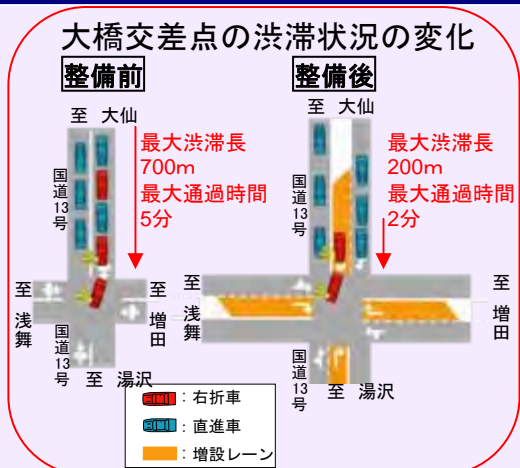 大橋交差点の渋滞状況の変化
整備前
至 大仙
国道13号
最大渋滞長
700m
最大通過時間
5分
至 浅舞
至 増田
国道13号
至 湯沢
整備後
至 大仙
国道13号
最大渋滞長
200m
最大通過時間
2分
至 浅舞
至 増田
国道13号
至 湯沢
：右折車
：直進車
：増設レーン